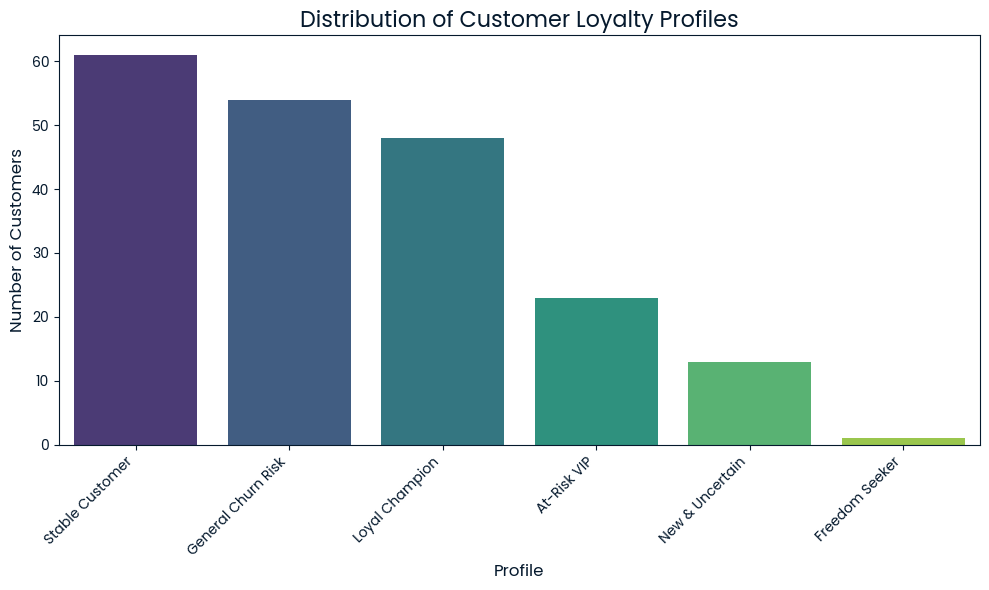 Distribution of Customer Loyalty Profiles
Number of Customers
60
50
40
30
20
10
0
Stable Customer
General Churn Risk
Loyal Champion
At-Risk VIP
New & Uncertain
Freedom Seeker
Profile